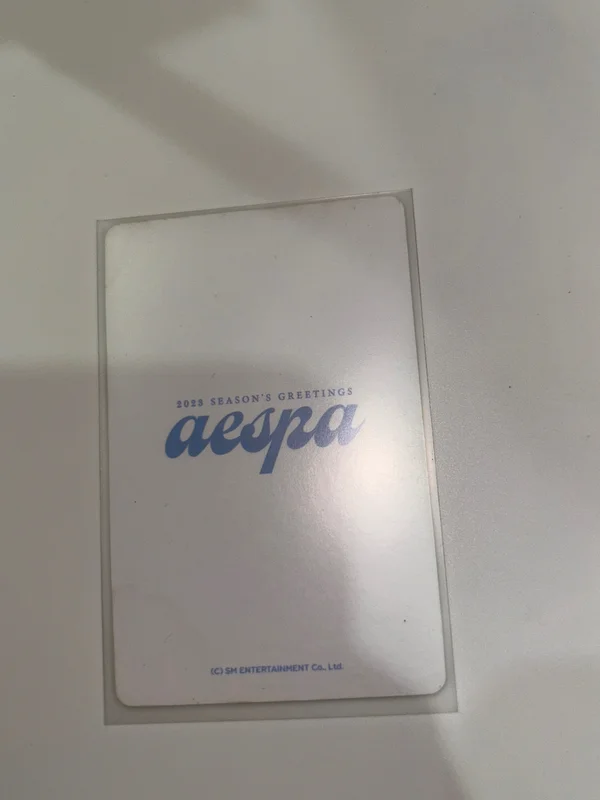 2023 SEASON'S GREETINGS
aespa
(C) SM ENTERTAINMENT Co., Ltd.